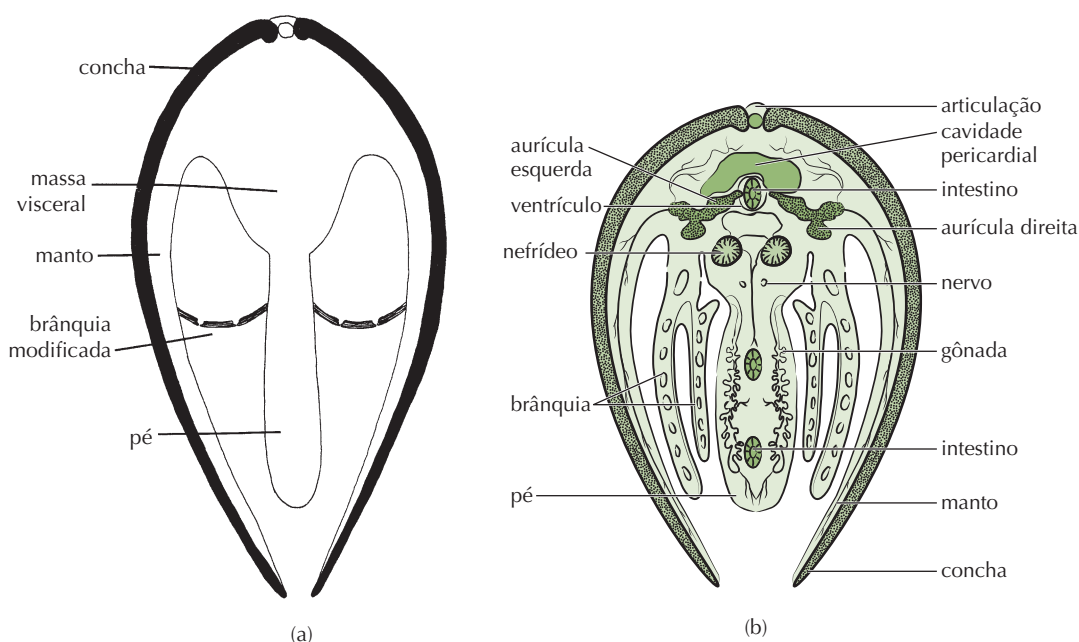 concha
massa
visceral
manto
brânquia
modificada
pé
(a)
aurícula
esquerda
ventrículo
nefrídeo
brânquia
pé
articulação
cavidade
pericardial
intestino
aurícula direita
nervo
gônada
intestino
manto
concha
(b)